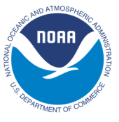 NATIONAL OCEANIC AND ATMOSPHERIC ADMINISTRATION
NOAA
U.S. DEPARTMENT OF COMMERCE